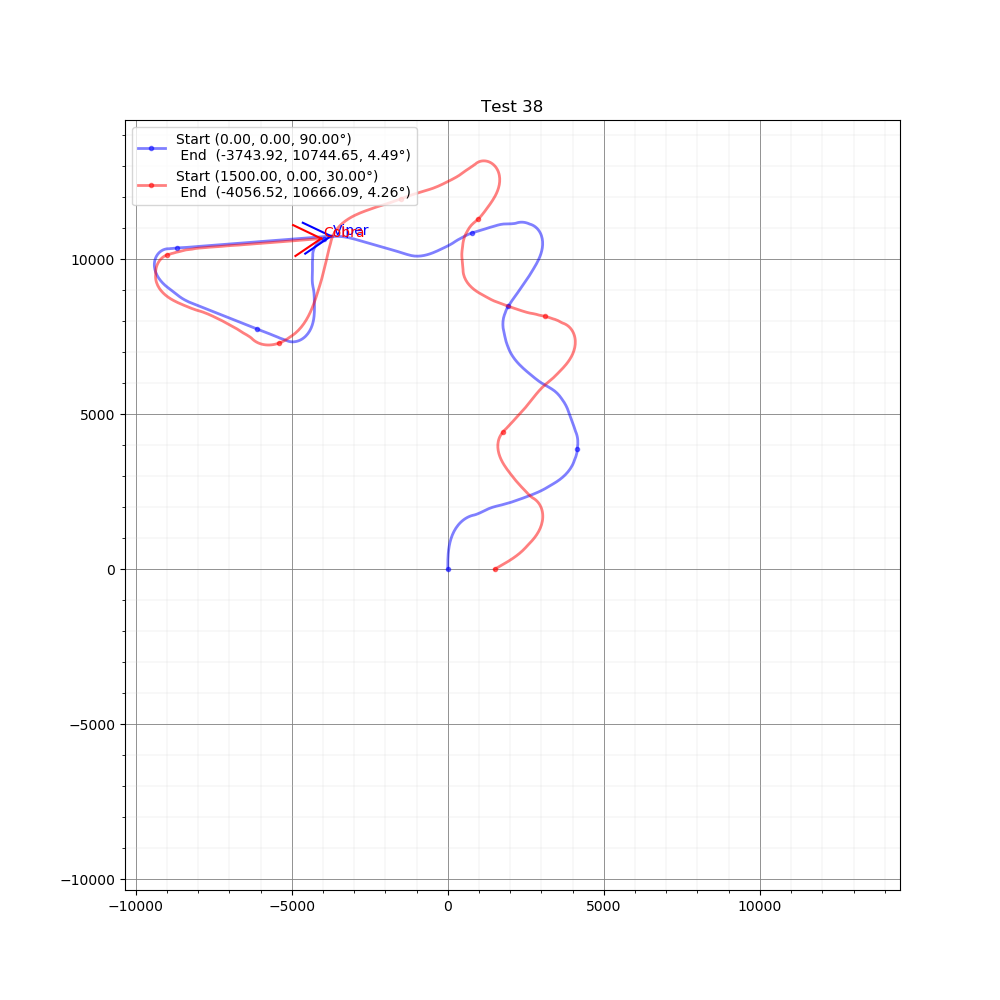 Test 38
Start (0.00, 0.00, 90.00°)
End (-3743.92, 10744.65, 4.49°)
Start (1500.00, 0.00, 30.00°)
End (-4056.52, 10666.09, 4.26°)
Viper
10000
5000
0
−5000
−10000
−10000
−5000
0
5000
10000